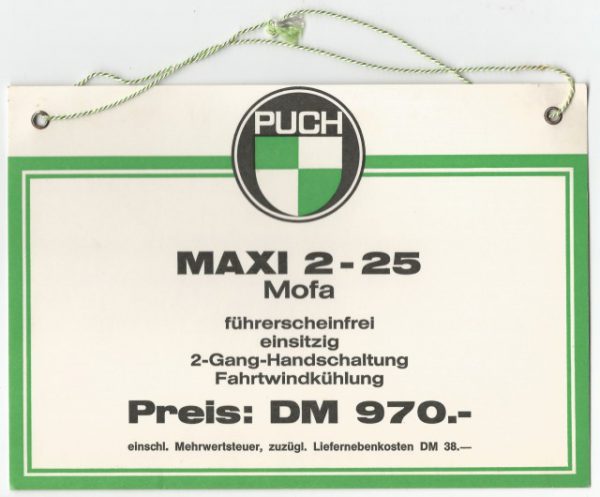 PUCH
MAXI 2-25
Mofa
führerscheinfrei
einsitzig
2-Gang-Handschaltung
Fahrtwindkühlung
Preis: DM 970.-
einschl. Mehrwertsteuer, zuzügl. Liefernebenkosten DM 38.—